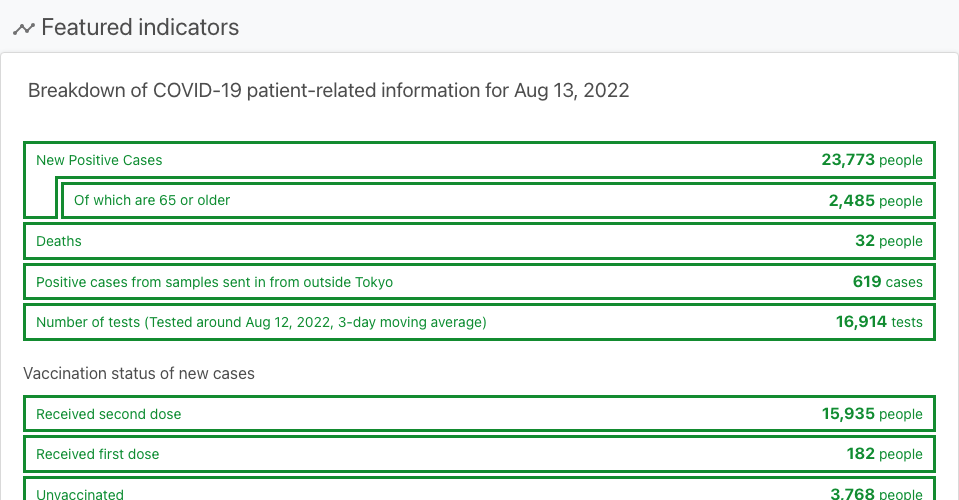 Featured indicators
Breakdown of COVID-19 patient-related information for Aug 13, 2022
New Positive Cases 23,773 people
Of which are 65 or older 2,485 people
Deaths 32 people
Positive cases from samples sent in from outside Tokyo 619 cases
Number of tests (Tested around Aug 12, 2022, 3-day moving average) 16,914 tests
Vaccination status of new cases
Received second dose 15,935 people
Received first dose 182 people
Unvaccinated 3,768 people